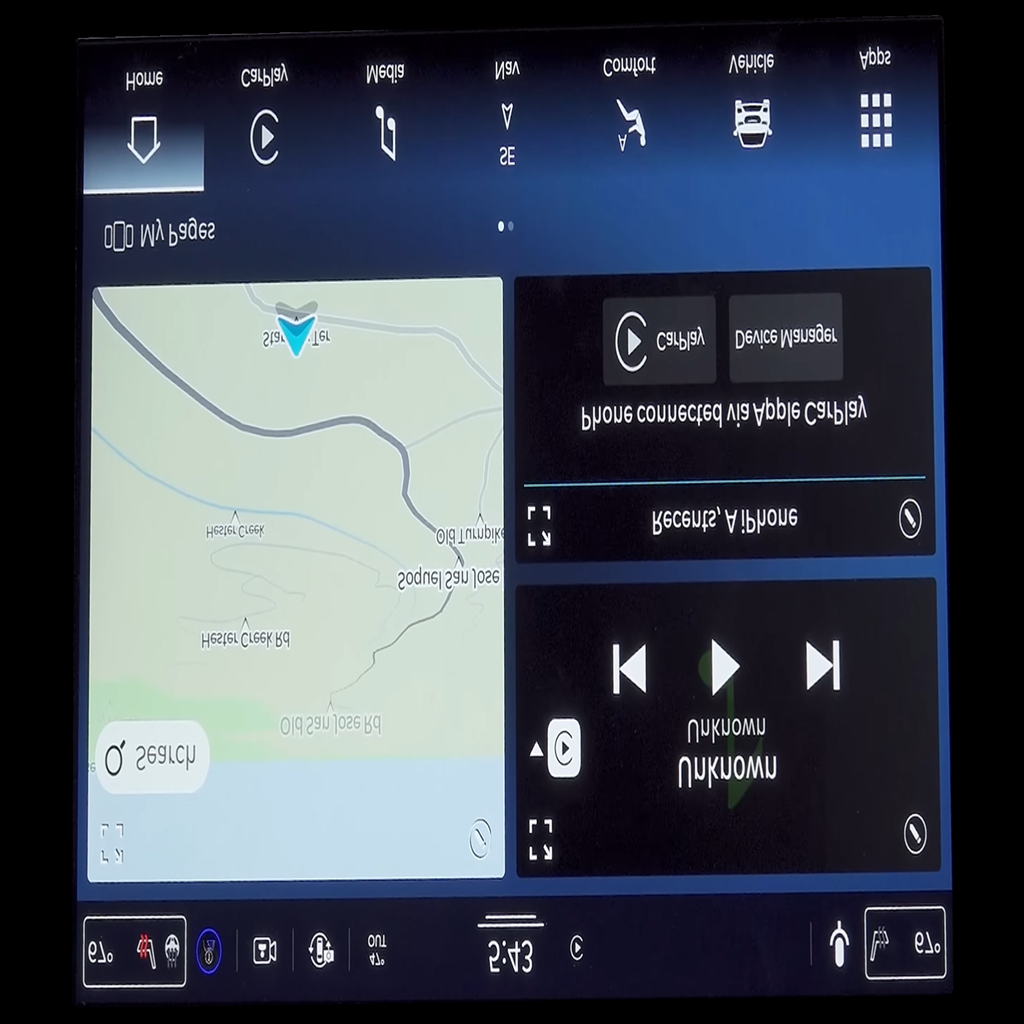 67°
OUT
47°
5:43
67°
Search
Old San Jose Rd
Hester Creek Rd
Soquel San Jose
Old Turnpike
Hester Creek
Unknown
Unknown
Recents, A iPhone
Phone connected via Apple CarPlay
CarPlay
Device Manager
My Pages
SE
A
Home
CarPlay
Media
Nav
Comfort
Vehicle
Apps